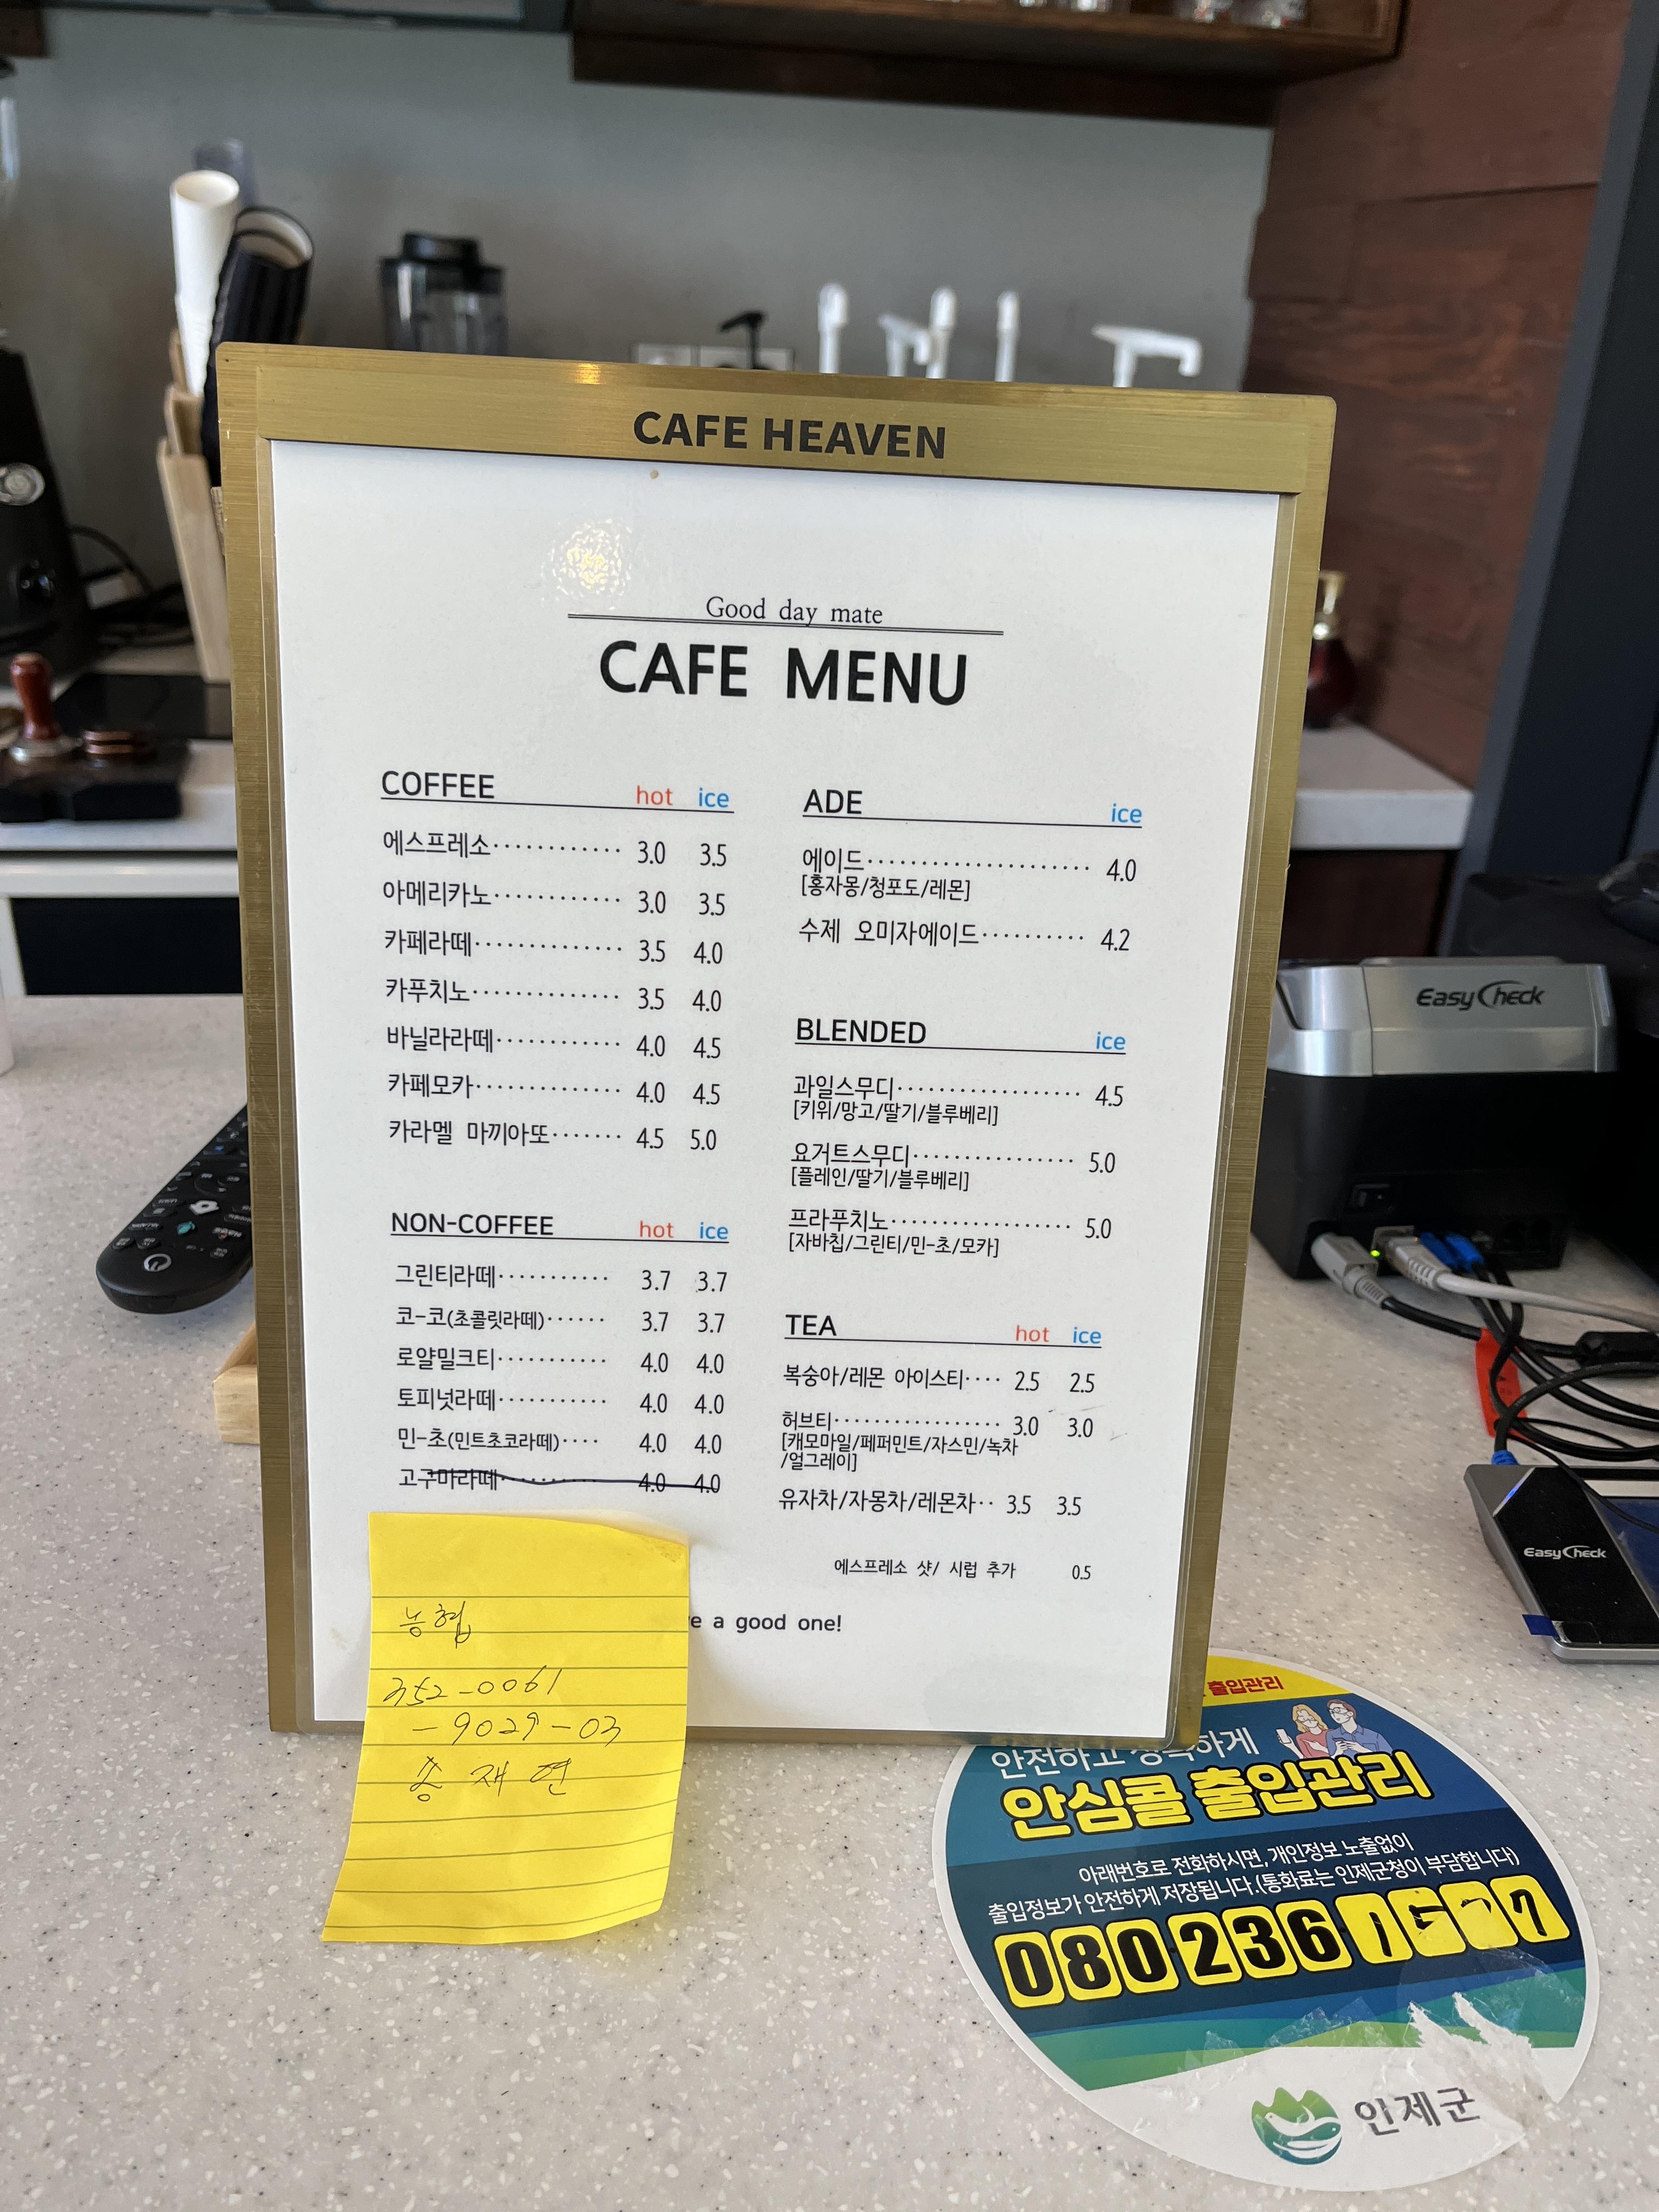 CAFE HEAVEN
Good day mate
CAFE MENU
COFFEE hot ice
에스프레소············ 3.0 3.5
아메리카노············ 3.0 3.5
카페라떼·············· 3.5 4.0
카푸치노·············· 3.5 4.0
바닐라라떼············ 4.0 4.5
카페모카·············· 4.0 4.5
카라멜 마끼아또······· 4.5 5.0
NON-COFFEE hot ice
그린티라떼··········· 3.7 3.7
코-코(초콜릿라떼)······ 3.7 3.7
로얄밀크티··········· 4.0 4.0
토피넛라떼··········· 4.0 4.0
민-초(민트초코라떼)···· 4.0 4.0
고구마라떼·········· 4.0 4.0
ADE ice
에이드····················· 4.0
[홍자몽/청포도/레몬]
수제 오미자에이드·········· 4.2
BLENDED ice
과일스무디················· 4.5
[키위/망고/딸기/블루베리]
요거트스무디················ 5.0
[플레인/딸기/블루베리]
프라푸치노·················· 5.0
[자바칩/그린티/민-초/모카]
TEA hot ice
복숭아/레몬 아이스티···· 2.5 2.5
허브티················· 3.0 3.0
[캐모마일/페퍼민트/자스민/녹차
/얼그레이]
유자차/자몽차/레몬차·· 3.5 3.5
에스프레소 샷/ 시럽 추가 0.5
a good one!
농협
352-0061
-9029-03
송재연
EasyCheck
EasyCheck
출입관리
안전하고
안심콜 출입관리
아래번호로 전화하시면, 개인정보 노출없이
출입정보가 안전하게 저장됩니다.(통화료는 인제군청이 부담합니다)
080 236
인제군